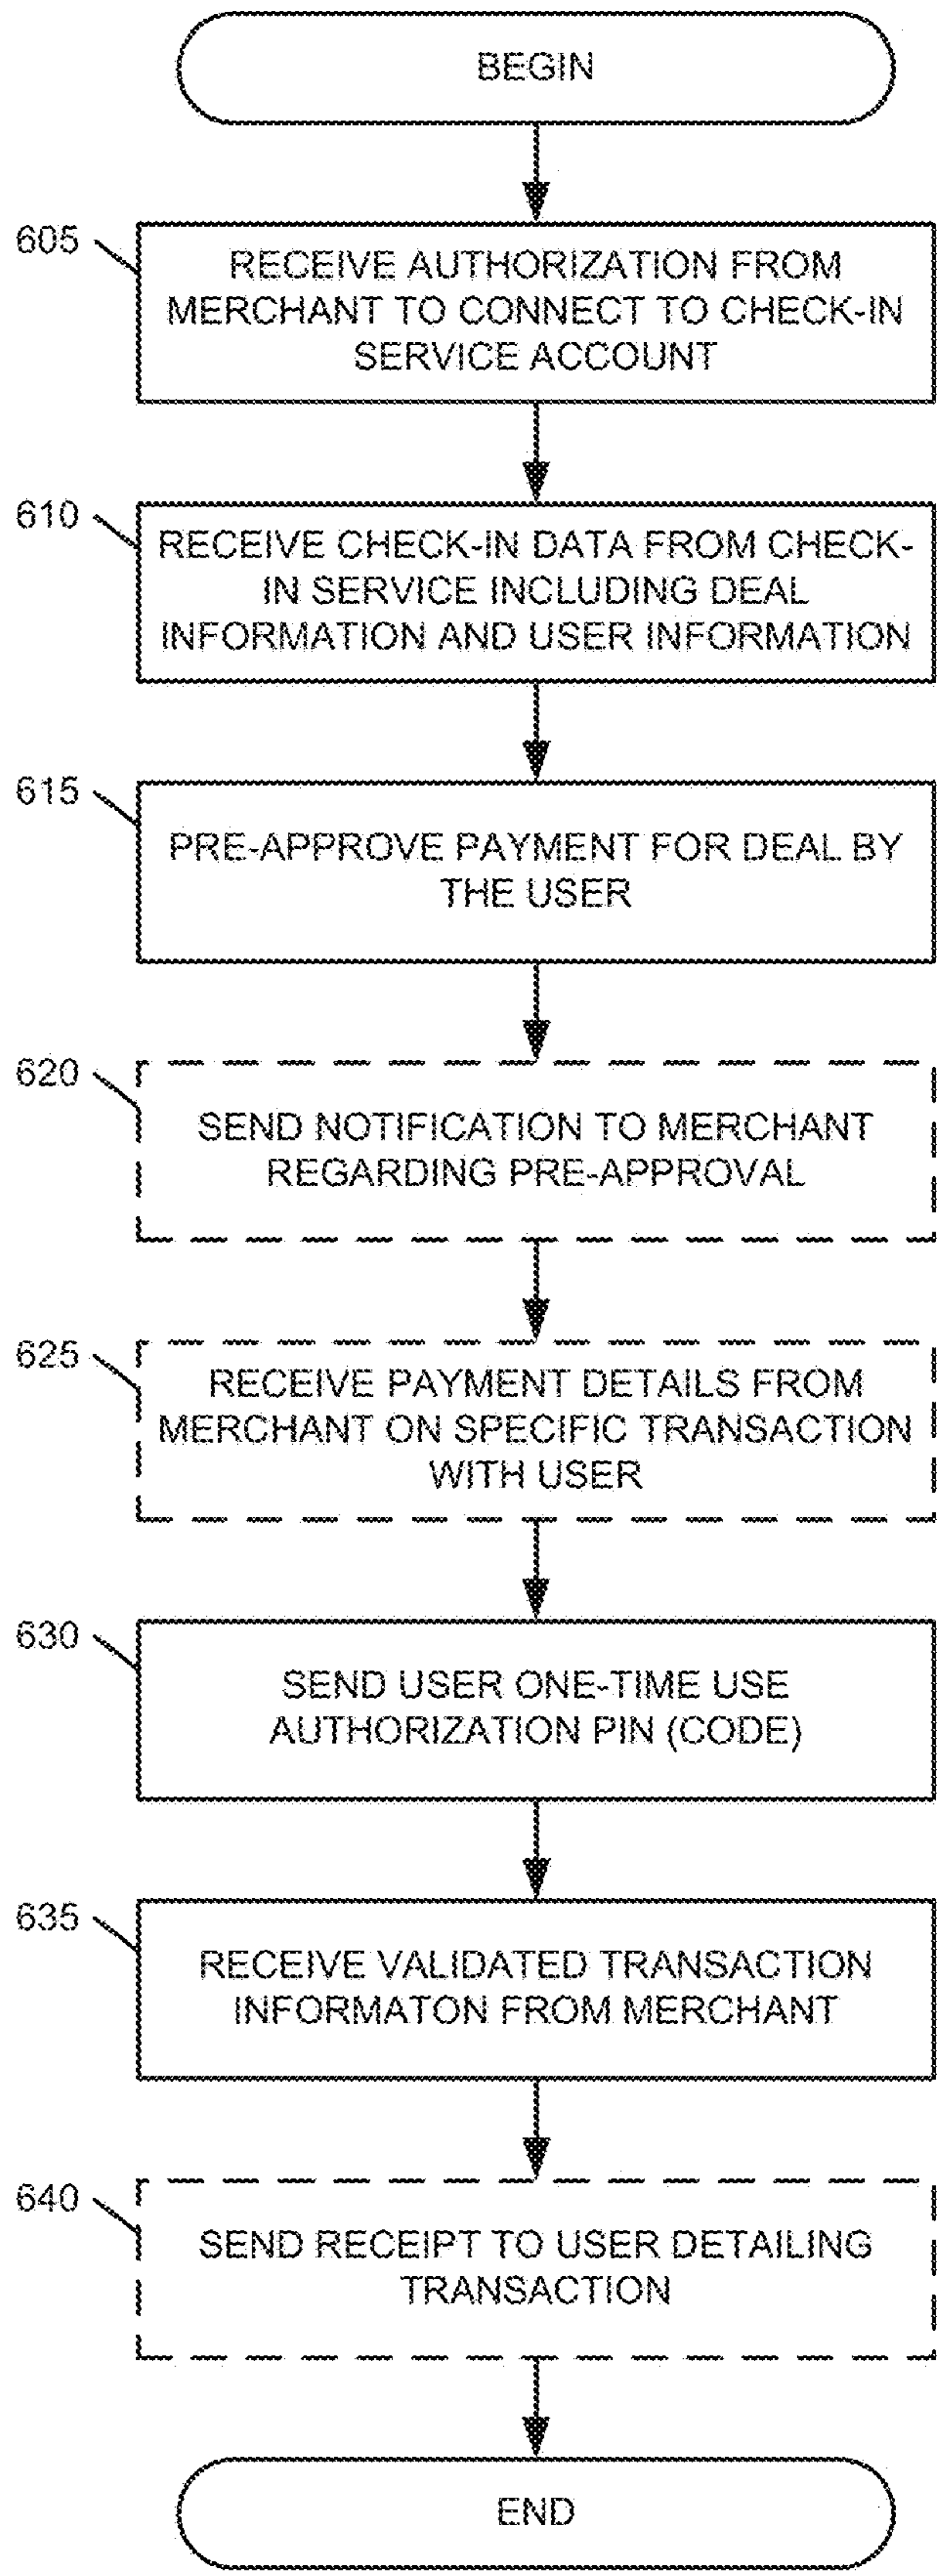 BEGIN
605
RECEIVE AUTHORIZATION FROM
MERCHANT TO CONNECT TO CHECK-IN
SERVICE ACCOUNT
610
RECEIVE CHECK-IN DATA FROM CHECK-
IN SERVICE INCLUDING DEAL
INFORMATION AND USER INFORMATION
615
PRE-APPROVE PAYMENT FOR DEAL BY
THE USER
620
SEND NOTIFICATION TO MERCHANT
REGARDING PRE-APPROVAL
625
RECEIVE PAYMENT DETAILS FROM
MERCHANT ON SPECIFIC TRANSACTION
WITH USER
630
SEND USER ONE-TIME USE
AUTHORIZATION PIN (CODE)
635
RECEIVE VALIDATED TRANSACTION
INFORMATON FROM MERCHANT
640
SEND RECEIPT TO USER DETAILING
TRANSACTION
END